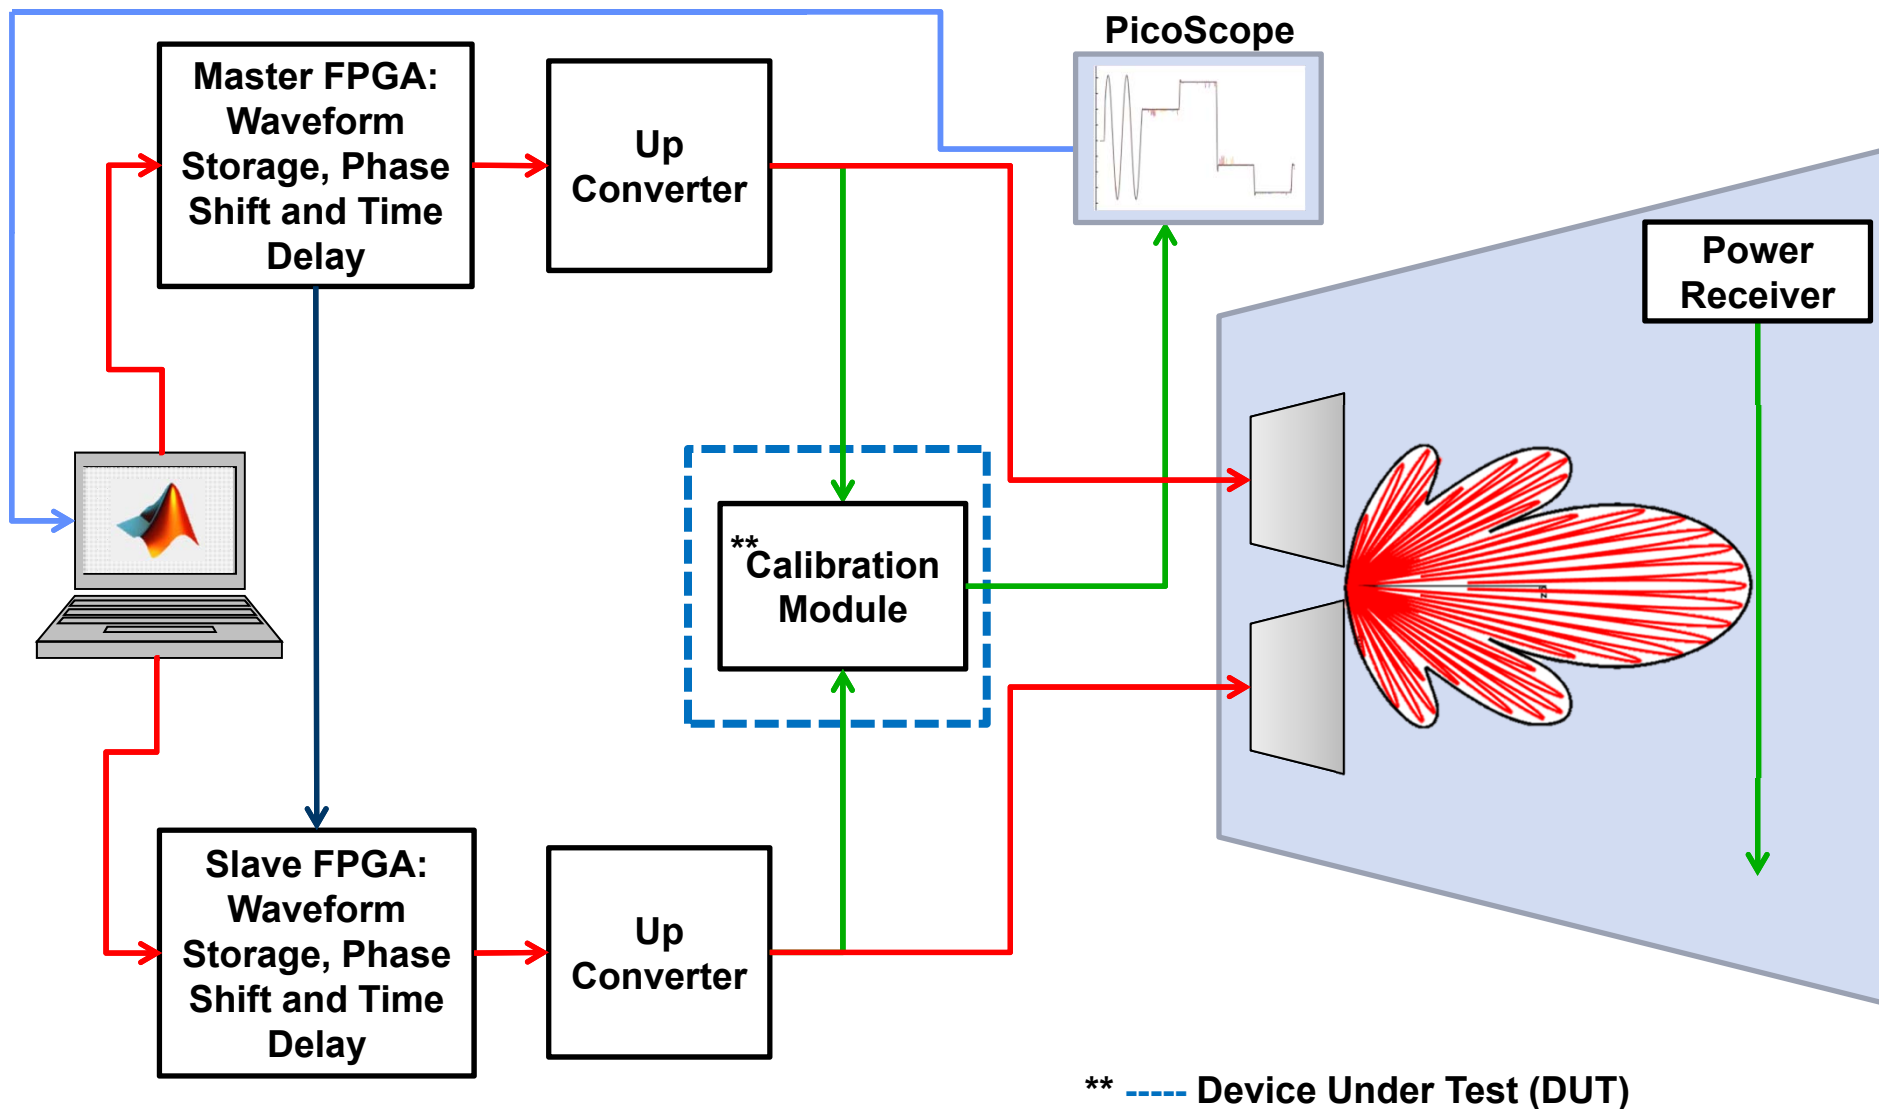 PicoScope
Master FPGA:
Waveform
Storage, Phase
Shift and Time
Delay
Up
Converter
Power
Receiver
**
Calibration
Module
Slave FPGA:
Waveform
Storage, Phase
Shift and Time
Delay
Up
Converter
** ----- Device Under Test (DUT)